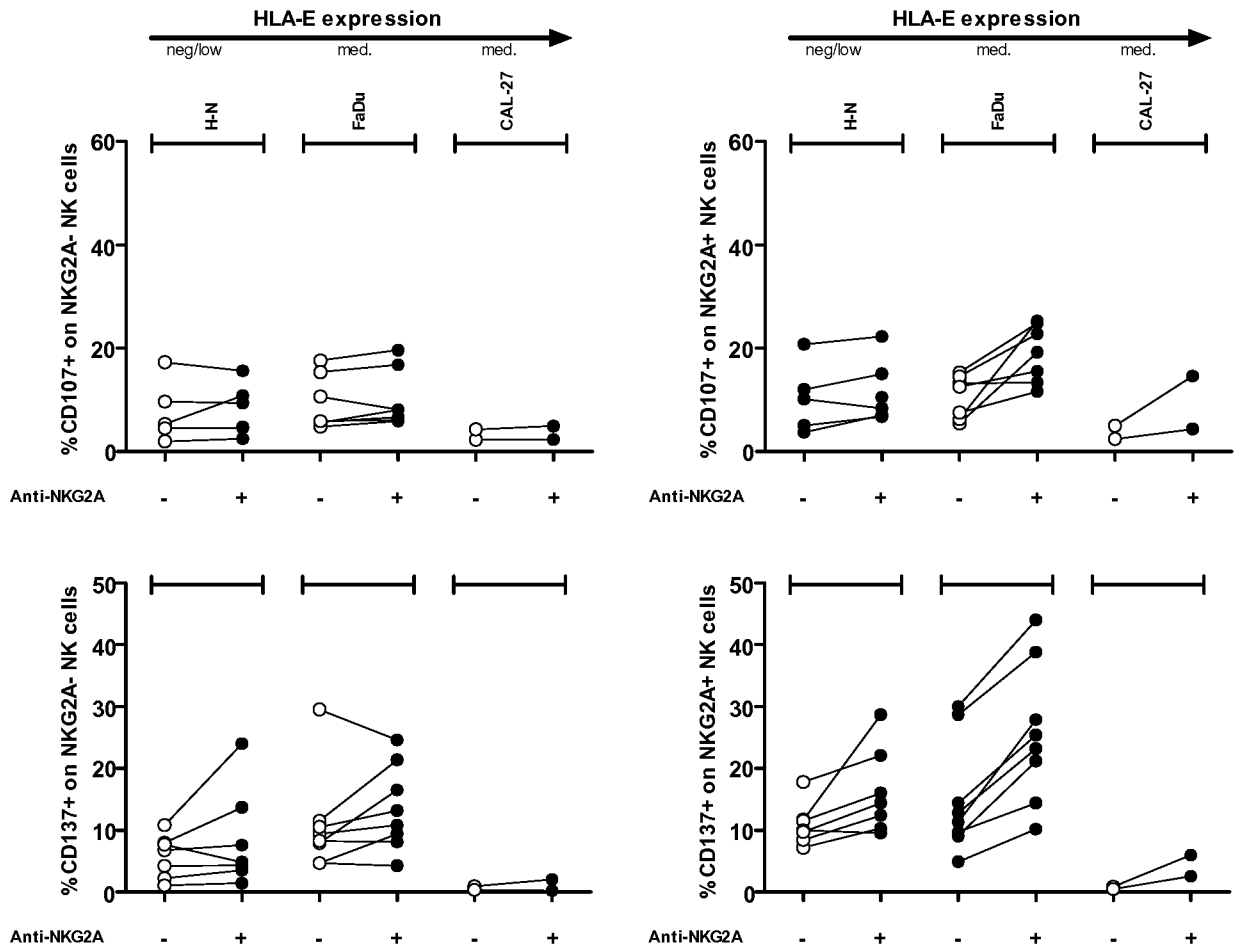 HLA-E expression
neg/low med. med.
H-N FaDu CAL-27
%CD107+ on NKG2A- NK cells
60
40
20
0
Anti-NKG2A - + - + - +
HLA-E expression
neg/low med. med.
H-N FaDu CAL-27
%CD107+ on NKG2A+ NK cells
60
40
20
0
Anti-NKG2A - + - + - +
%CD137+ on NKG2A- NK cells
50
40
30
20
10
0
Anti-NKG2A - + - + - +
%CD137+ on NKG2A+ NK cells
50
40
30
20
10
0
Anti-NKG2A - + - + - +